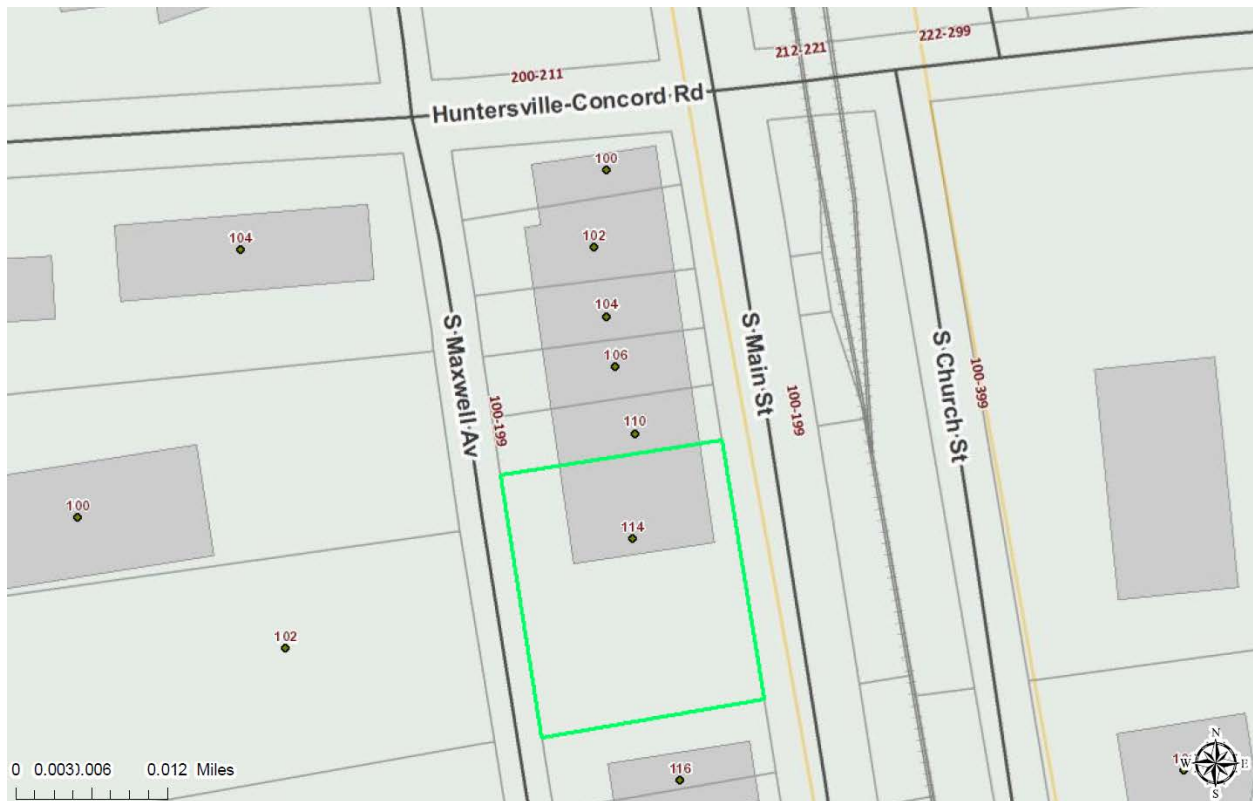 222-299
212-221
200-211
Huntersville-Concord Rd
100
104
102
104
S Maxwell Av
S Main St
S Church St
106
100-399
100-199
100-199
110
100
114
102
116
0 0.003 0.006 0.012 Miles
N
W E
S